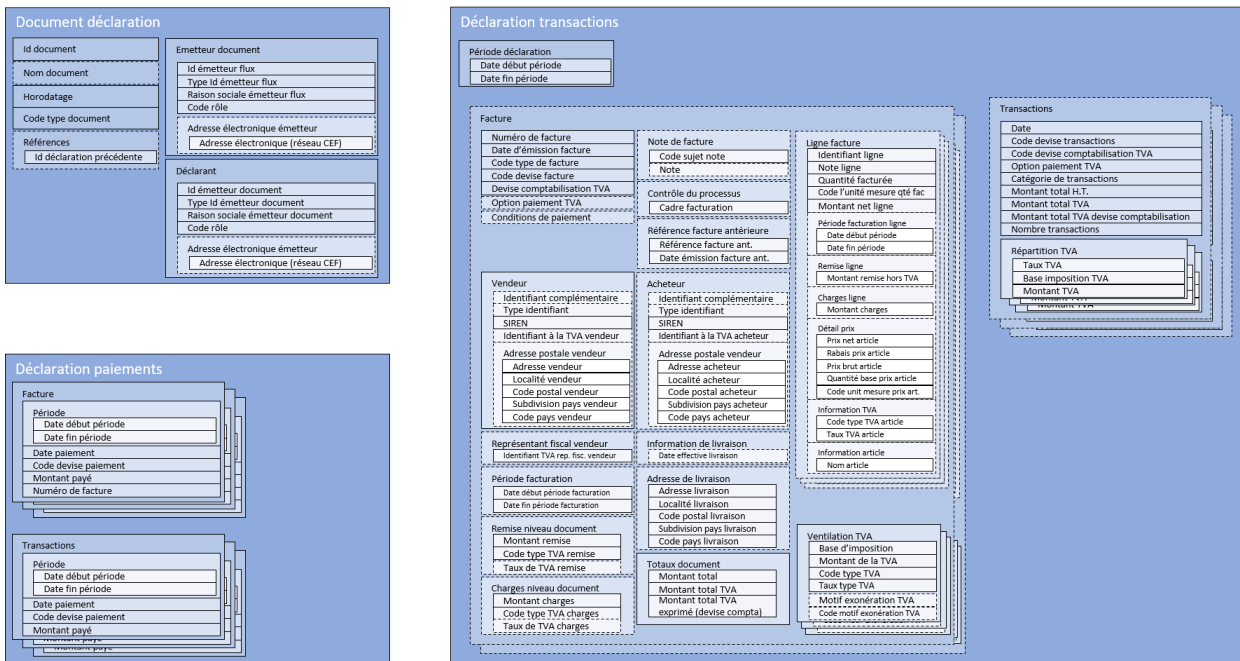 Document déclaration
Id document
Nom document
Horodatage
Code type document
Références
Id déclaration précédente
Emetteur document
Id émetteur flux
Type Id émetteur flux
Raison sociale émetteur flux
Code rôle
Adresse électronique émetteur
Adresse électronique (réseau CEF)
Déclarant
Id émetteur document
Type Id émetteur document
Raison sociale émetteur document
Code rôle
Adresse électronique émetteur
Adresse électronique (réseau CEF)
Déclaration paiements
Facture
Période
Date début période
Date fin période
Date paiement
Code devise paiement
Montant payé
Numéro de facture
Transactions
Période
Date début période
Date fin période
Date paiement
Code devise paiement
Montant payé
Montant payé
Montant payé
Déclaration transactions
Période déclaration
Date début période
Date fin période
Facture
Numéro de facture
Date d'émission facture
Code type de facture
Code devise facture
Devise comptabilisation TVA
Option paiement TVA
Conditions de paiement
Note de facture
Code sujet note
Note
Contrôle du processus
Cadre facturation
Référence facture antérieure
Référence facture ant.
Date émission facture ant.
Vendeur
Identifiant complémentaire
Type identifiant
SIREN
Identifiant à la TVA vendeur
Adresse postale vendeur
Adresse vendeur
Localité vendeur
Code postal vendeur
Subdivision pays vendeur
Code pays vendeur
Acheteur
Identifiant complémentaire
Type identifiant
SIREN
Identifiant à la TVA acheteur
Adresse postale vendeur
Adresse acheteur
Localité acheteur
Code postal acheteur
Subdivision pays acheteur
Code pays acheteur
Représentant fiscal vendeur
Identifiant TVA rep. fisc. vendeur
Information de livraison
Date effective livraison
Période facturation
Date début période facturation
Date fin période facturation
Adresse de livraison
Adresse livraison
Localité livraison
Code postal livraison
Subdivision pays livraison
Code pays livraison
Remise niveau document
Montant remise
Code type TVA remise
Taux de TVA remise
Charges niveau document
Montant charges
Code type TVA charges
Taux de TVA charges
Totaux document
Montant total
Montant total TVA
Montant total TVA
exprimé (devise compta)
Ligne facture
Identifiant ligne
Note ligne
Quantité facturée
Code l'unité mesure qté fac
Montant net ligne
Période facturation ligne
Date début période
Date fin période
Remise ligne
Montant remise hors TVA
Charges ligne
Montant charges
Détail prix
Prix net article
Rabais prix article
Prix brut article
Quantité base prix article
Code unit mesure prix art.
Information TVA
Code type TVA article
Taux TVA article
Information article
Nom article
Ventilation TVA
Base d'imposition
Montant de la TVA
Code type TVA
Taux type TVA
Motif exonération TVA
Code motif exonération TVA
Transactions
Date
Code devise transactions
Code devise comptabilisation TVA
Option paiement TVA
Catégorie de transactions
Montant total H.T.
Montant total TVA
Montant total TVA devise comptabilisation
Nombre transactions
Répartition TVA
Taux TVA
Base imposition TVA
Montant TVA